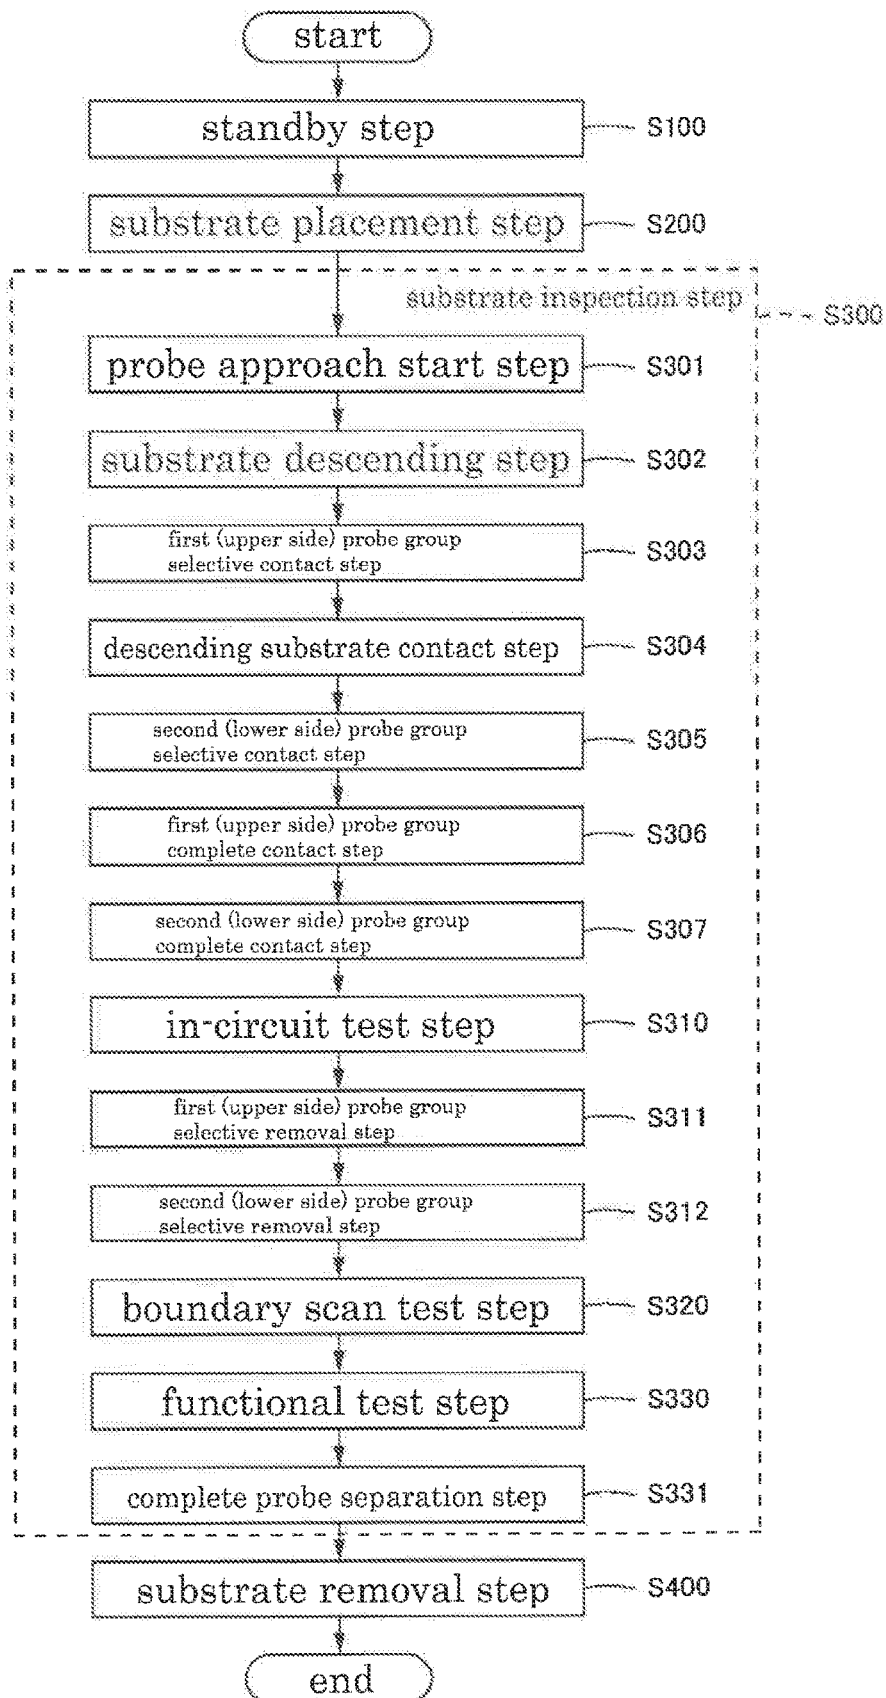 start
standby step
S100
substrate placement step
S200
substrate inspection step
S300
probe approach start step
S301
substrate descending step
S302
first (upper side) probe group
selective contact step
S303
descending substrate contact step
S304
second (lower side) probe group
selective contact step
S305
first (upper side) probe group
complete contact step
S306
second (lower side) probe group
complete contact step
S307
in-circuit test step
S310
first (upper side) probe group
selective removal step
S311
second (lower side) probe group
selective removal step
S312
boundary scan test step
S320
functional test step
S330
complete probe separation step
S331
substrate removal step
S400
end